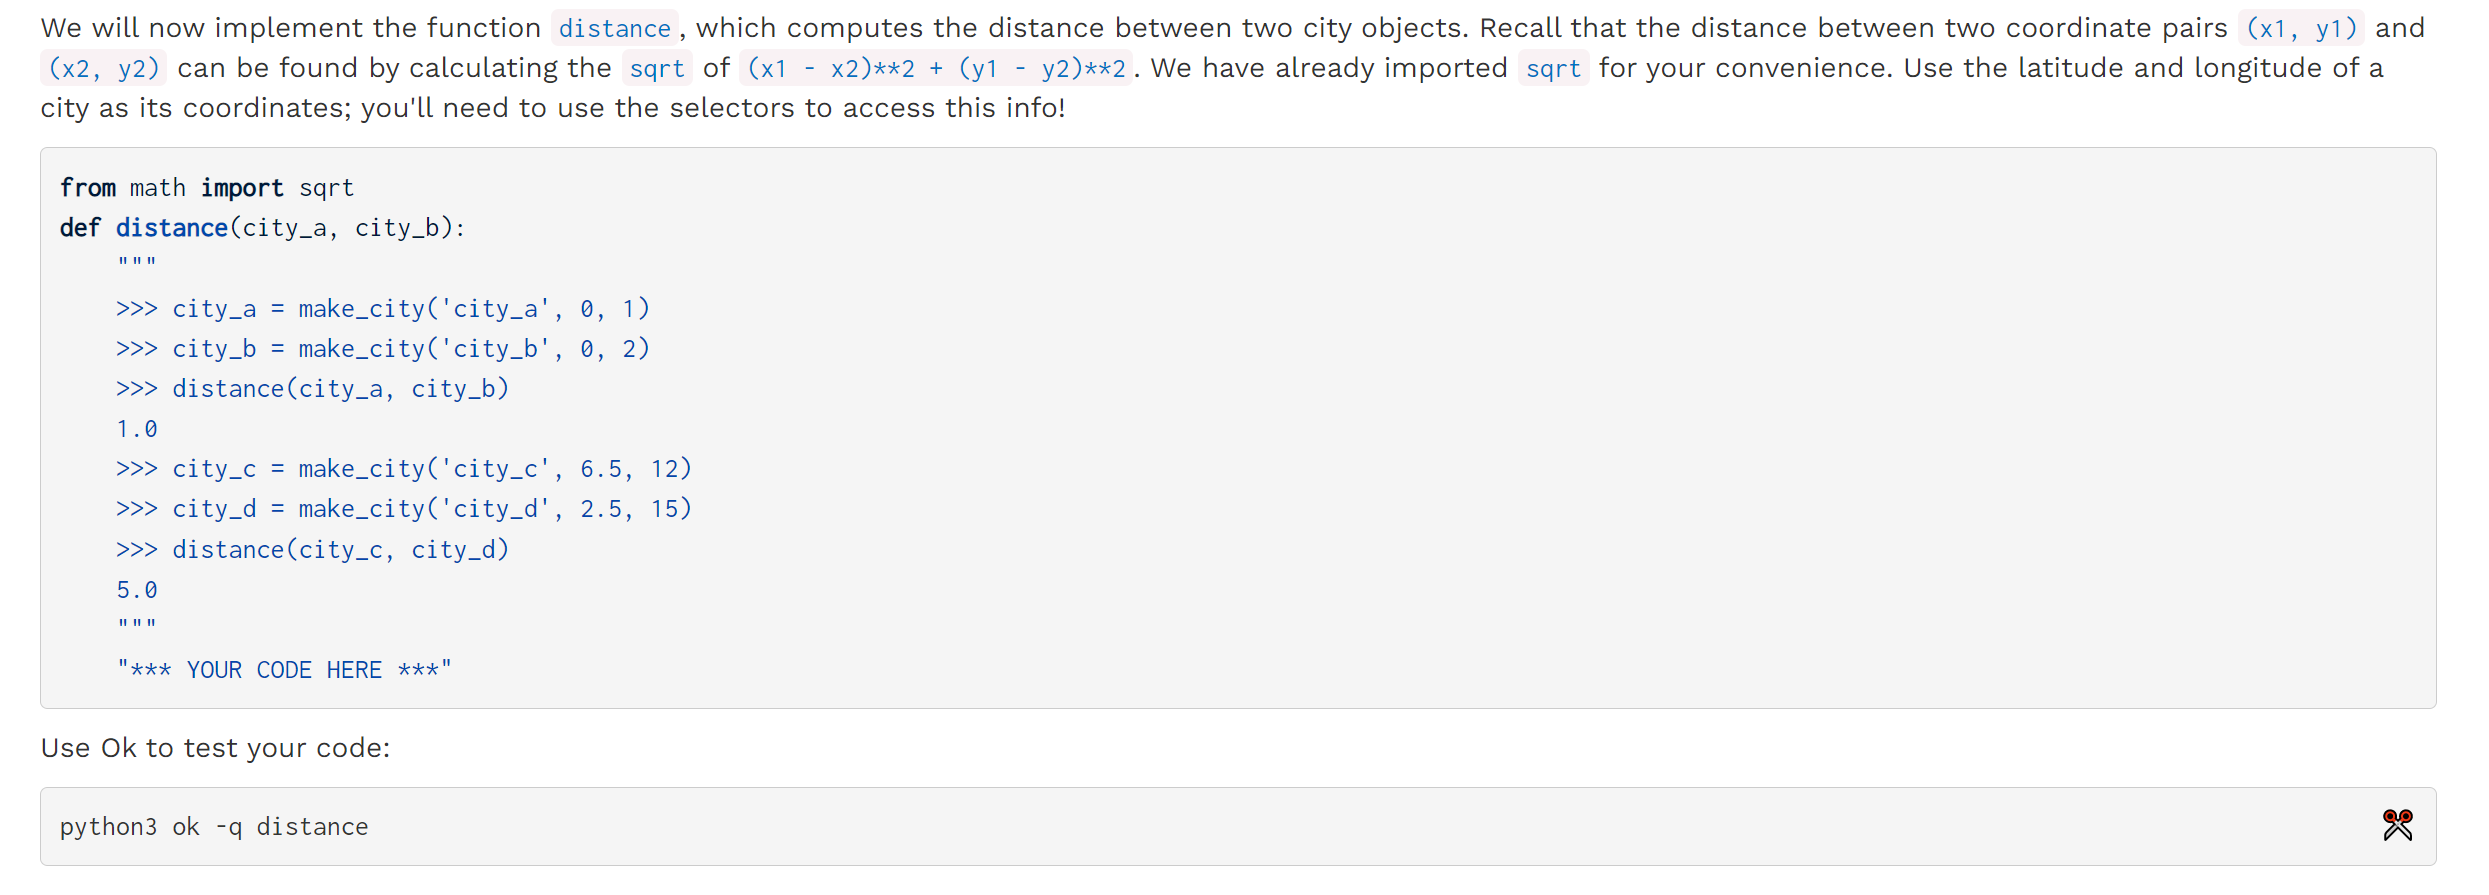 We will now implement the function distance, which computes the distance between two city objects. Recall that the distance between two coordinate pairs (x1, y1) and
(x2, y2) can be found by calculating the sqrt of (x1 - x2)**2 + (y1 - y2)**2. We have already imported sqrt for your convenience. Use the latitude and longitude of a
city as its coordinates; you'll need to use the selectors to access this info!
from math import sqrt
def distance(city_a, city_b):
    """
    >>> city_a = make_city('city_a', 0, 1)
    >>> city_b = make_city('city_b', 0, 2)
    >>> distance(city_a, city_b)
    1.0
    >>> city_c = make_city('city_c', 6.5, 12)
    >>> city_d = make_city('city_d', 2.5, 15)
    >>> distance(city_c, city_d)
    5.0
    """
    "*** YOUR CODE HERE ***"
Use Ok to test your code:
python3 ok -q distance